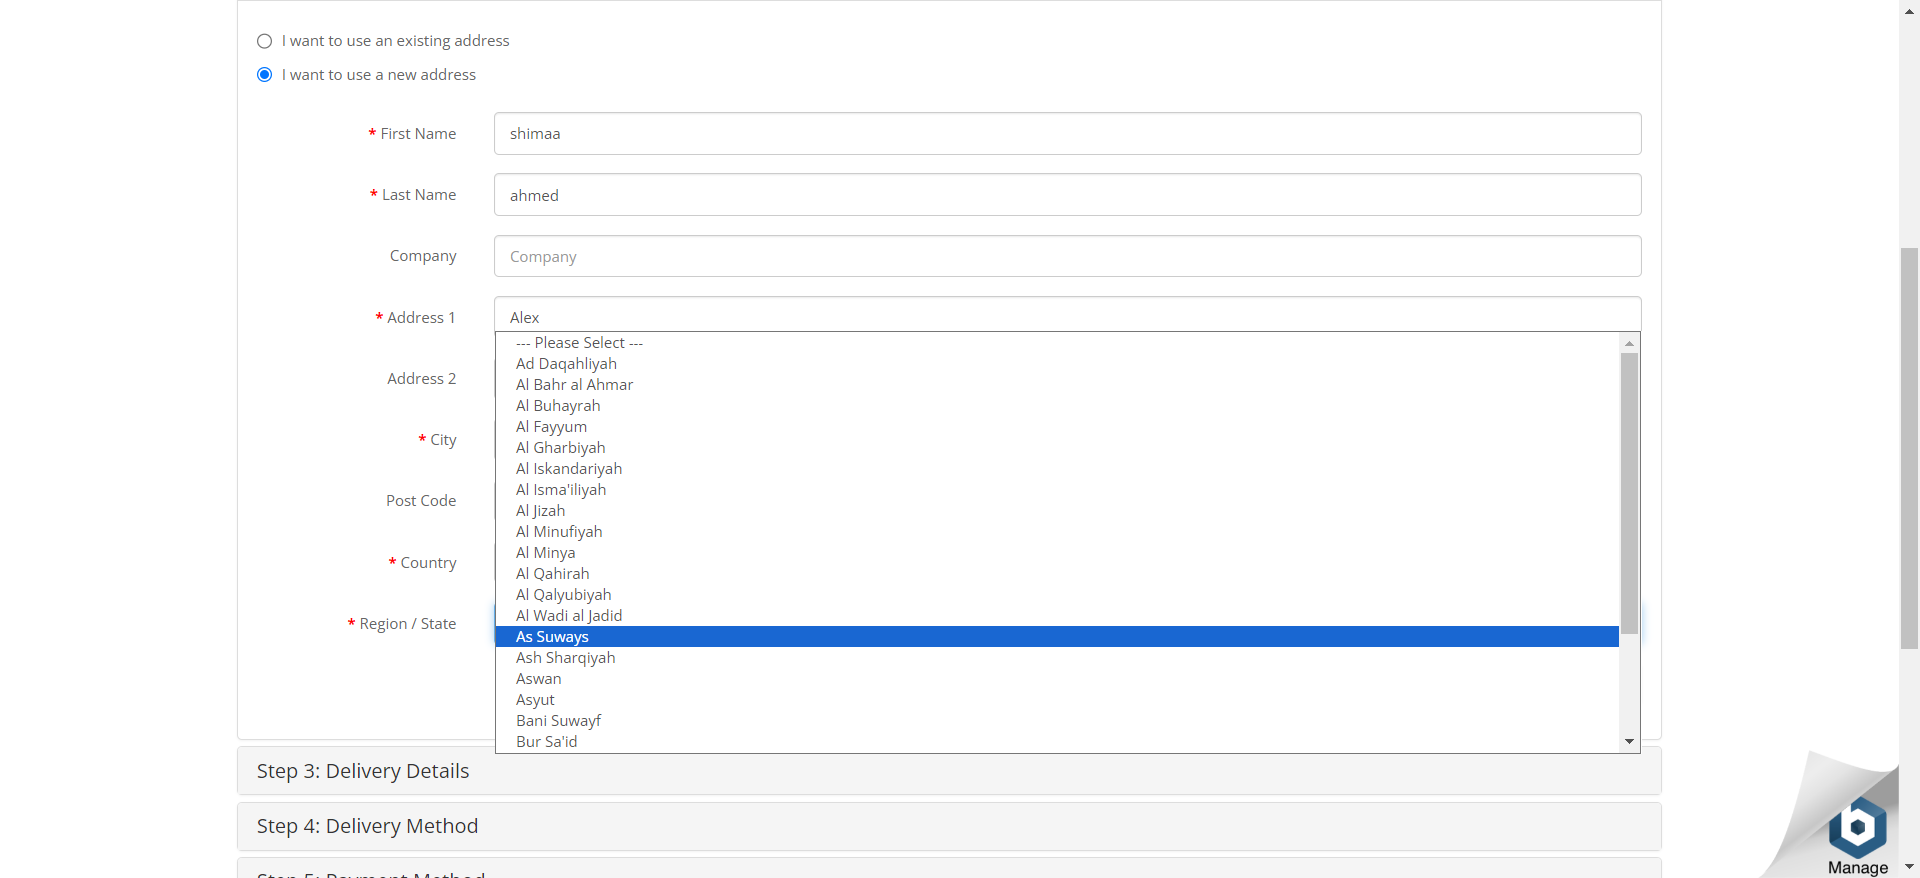 I want to use an existing address
I want to use a new address
* First Name
shimaa
* Last Name
ahmed
Company
Company
* Address 1
Alex
Address 2
* City
Post Code
* Country
* Region / State
--- Please Select ---
Ad Daqahliyah
Al Bahr al Ahmar
Al Buhayrah
Al Fayyum
Al Gharbiyah
Al Iskandariyah
Al Isma'iliyah
Al Jizah
Al Minufiyah
Al Minya
Al Qahirah
Al Qalyubiyah
Al Wadi al Jadid
As Suways
Ash Sharqiyah
Aswan
Asyut
Bani Suwayf
Bur Sa'id
Step 3: Delivery Details
Step 4: Delivery Method
Step 5: Payment Method
Manage